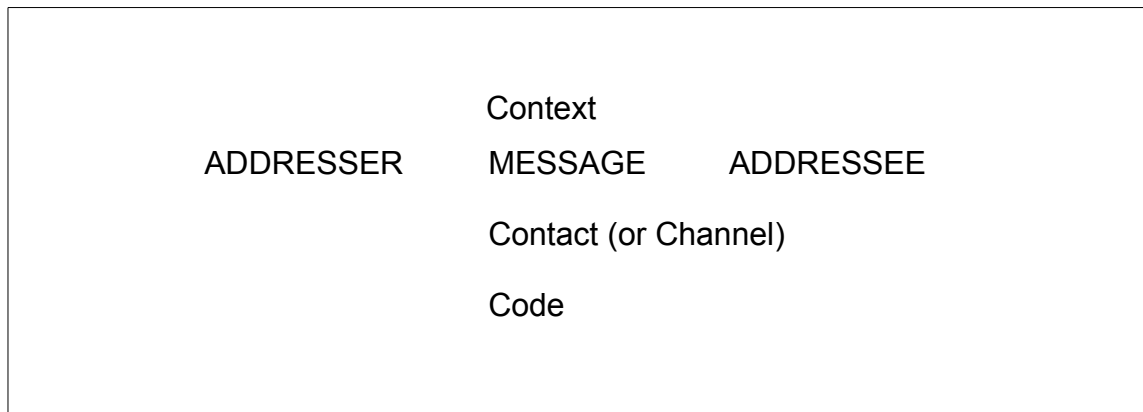 Context
ADDRESSER MESSAGE ADDRESSEE
Contact (or Channel)
Code